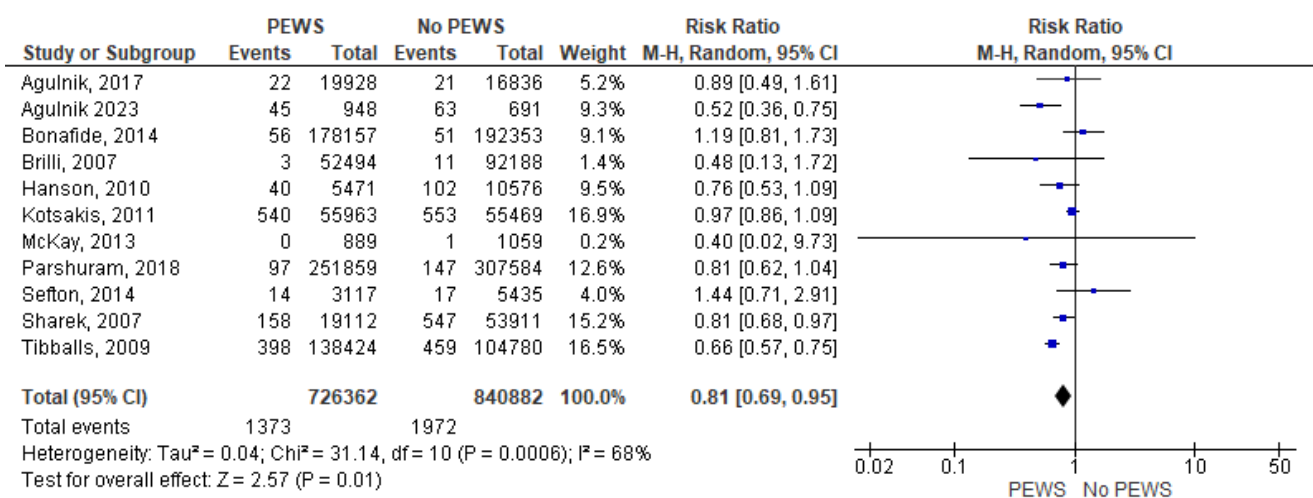 PEWS No PEWS Risk Ratio Risk Ratio
Study or Subgroup Events Total Events Total Weight M-H, Random, 95% CI M-H, Random, 95% CI
Agulnik, 2017 22 19928 21 16836 5.2% 0.89 [0.49, 1.61]
Agulnik 2023 45 948 63 691 9.3% 0.52 [0.36, 0.75]
Bonafide, 2014 56 178157 51 192353 9.1% 1.19 [0.81, 1.73]
Brilli, 2007 3 52494 11 92188 1.4% 0.48 [0.13, 1.72]
Hanson, 2010 40 5471 102 10576 9.5% 0.76 [0.53, 1.09]
Kotsakis, 2011 540 55963 553 55469 16.9% 0.97 [0.86, 1.09]
McKay, 2013 0 889 1 1059 0.2% 0.40 [0.02, 9.73]
Parshuram, 2018 97 251859 147 307584 12.6% 0.81 [0.62, 1.04]
Sefton, 2014 14 3117 17 5435 4.0% 1.44 [0.71, 2.91]
Sharek, 2007 158 19112 547 53911 15.2% 0.81 [0.68, 0.97]
Tibballs, 2009 398 138424 459 104780 16.5% 0.66 [0.57, 0.75]
Total (95% CI) 726362 840882 100.0% 0.81 [0.69, 0.95]
Total events 1373 1972
Heterogeneity: Tau² = 0.04; Chi² = 31.14, df = 10 (P = 0.0006); I² = 68%
Test for overall effect: Z = 2.57 (P = 0.01)
0.02 0.1 1 10 50
PEWS No PEWS